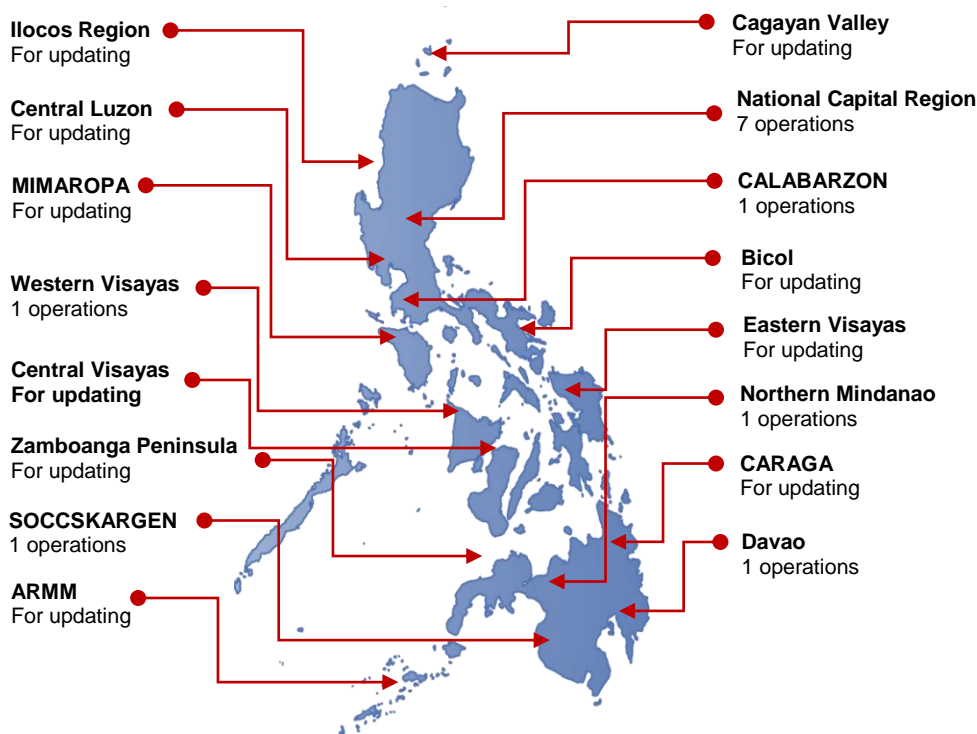 Ilocos Region
For updating
Central Luzon
For updating
MIMAROPA
For updating
Western Visayas
1 operations
Central Visayas
For updating
Zamboanga Peninsula
For updating
SOCCSKARGEN
1 operations
ARMM
For updating
Cagayan Valley
For updating
National Capital Region
7 operations
CALABARZON
1 operations
Bicol
For updating
Eastern Visayas
For updating
Northern Mindanao
1 operations
CARAGA
For updating
Davao
1 operations